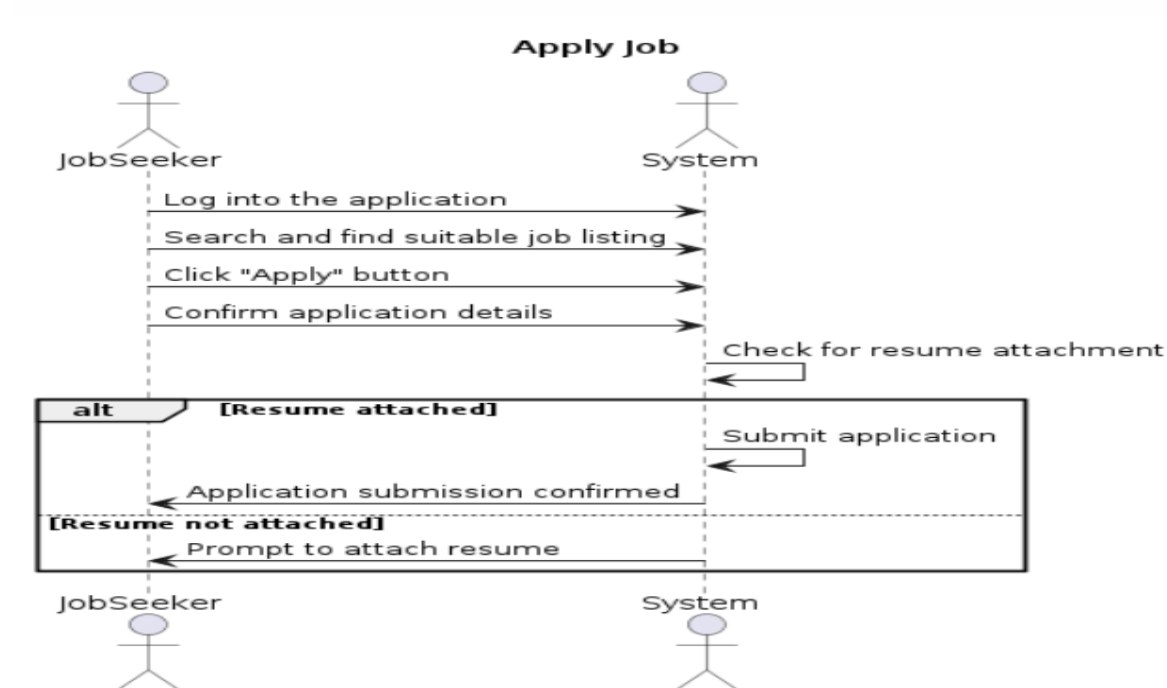 Apply Job
JobSeeker
System
Log into the application
Search and find suitable job listing
Click "Apply" button
Confirm application details
Check for resume attachment
alt
[Resume attached]
Submit application
Application submission confirmed
[Resume not attached]
Prompt to attach resume
JobSeeker
System